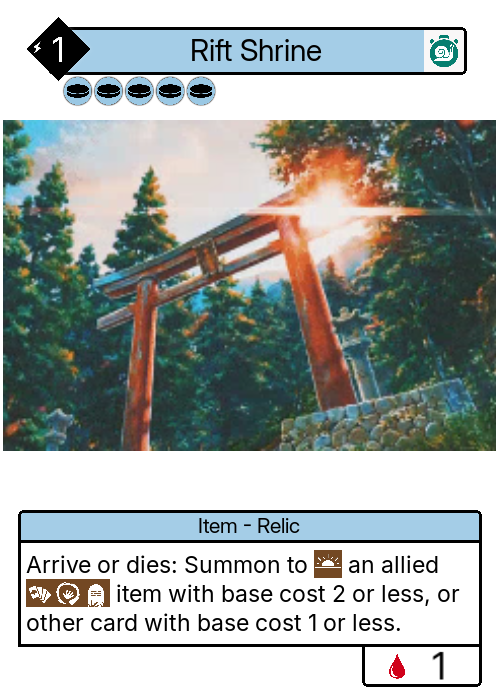 1
Rift Shrine
Item - Relic
Arrive or dies: Summon to an allied
item with base cost 2 or less, or
other card with base cost 1 or less.
1